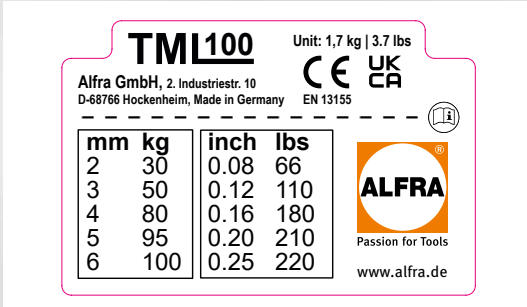 TML100
Unit: 1,7 kg | 3.7 lbs
Alfra GmbH, 2. Industriestr. 10
D-68766 Hockenheim, Made in Germany
CE UK CA
EN 13155
mm kg
2 30
3 50
4 80
5 95
6 100
inch lbs
0.08 66
0.12 110
0.16 180
0.20 210
0.25 220
ALFRA®
Passion for Tools
www.alfra.de